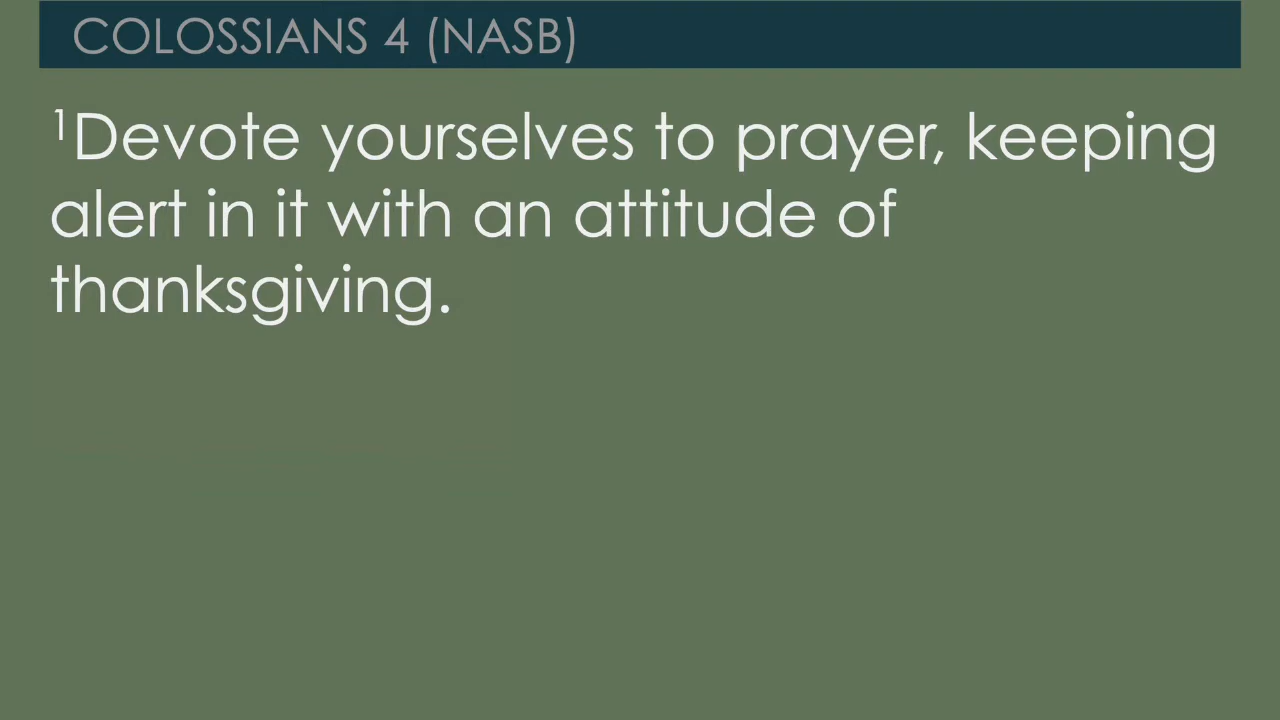 COLOSSIANS 4 (NASB)
¹Devote yourselves to prayer, keeping
alert in it with an attitude of
thanksgiving.